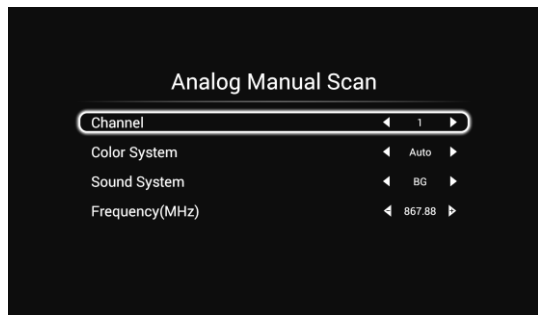 Analog Manual Scan
Channel 1
Color System Auto
Sound System BG
Frequency(MHz) 867.88